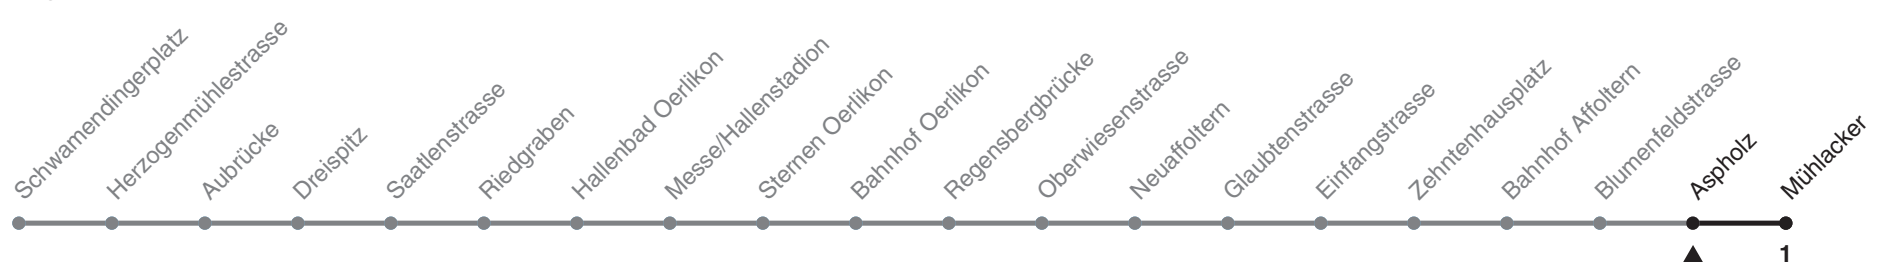 Schwamendingerplatz
Herzogenmühlestrasse
Aubrücke
Dreispitz
Saatlenstrasse
Riedgraben
Hallenbad Oerlikon
Messe/Hallenstadion
Sternen Oerlikon
Bahnhof Oerlikon
Regensbergbrücke
Oberwiesenstrasse
Neuaffoltern
Glaubtenstrasse
Einfangstrasse
Zehntenhausplatz
Bahnhof Affoltern
Blumenfeldstrasse
Aspholz
Mühlacker
1